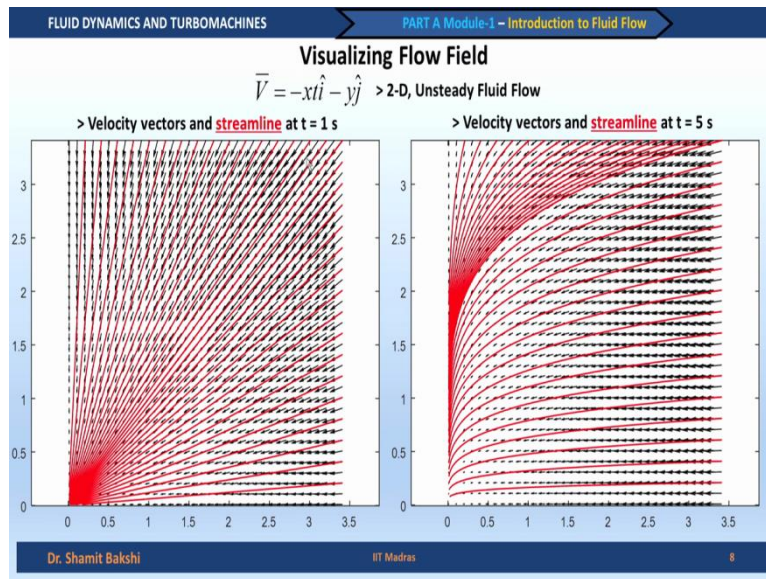 FLUID DYNAMICS AND TURBOMACHINES
PART A Module-1 – Introduction to Fluid Flow
Visualizing Flow Field
V̅ = −xtî − yĵ > 2-D, Unsteady Fluid Flow
> Velocity vectors and streamline at t = 1 s
> Velocity vectors and streamline at t = 5 s
3
2.5
2
1.5
1
0.5
0
0 0.5 1 1.5 2 2.5 3 3.5
3
2.5
2
1.5
1
0.5
0
0 0.5 1 1.5 2 2.5 3 3.5
Dr. Shamit Bakshi
IIT Madras
8